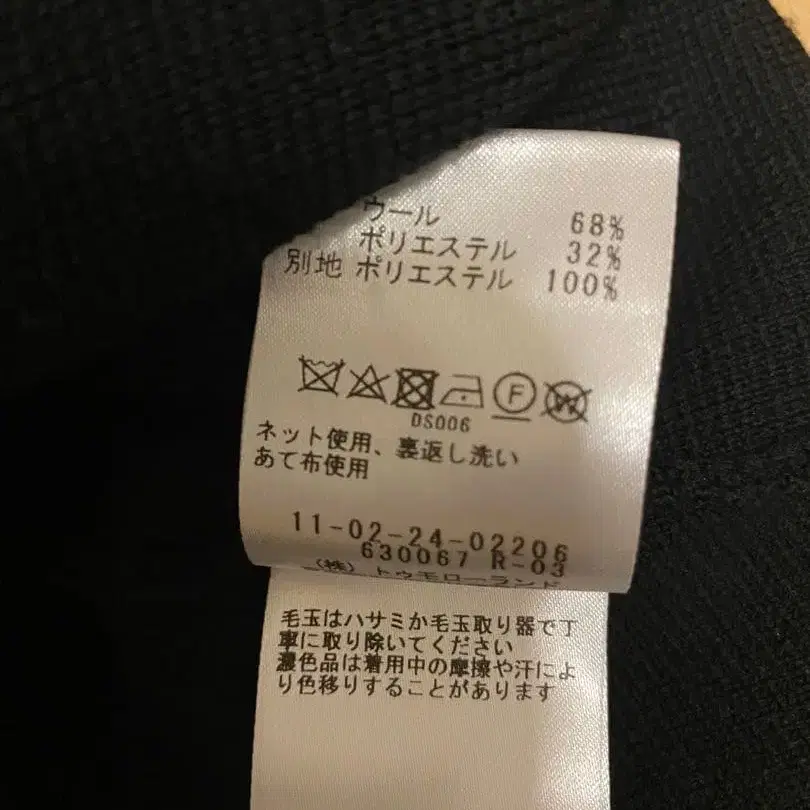 ウール 68%
ポリエステル 32%
別地 ポリエステル 100%
F W
DS006
ネット使用、裏返し洗い
あて布使用
11-02-24-02206
630067 R-03
(株) トゥモローランド
毛玉はハサミか毛玉取り器で丁
寧に取り除いてください
濃色品は着用中の摩擦や汗によ
り色移りすることがあります